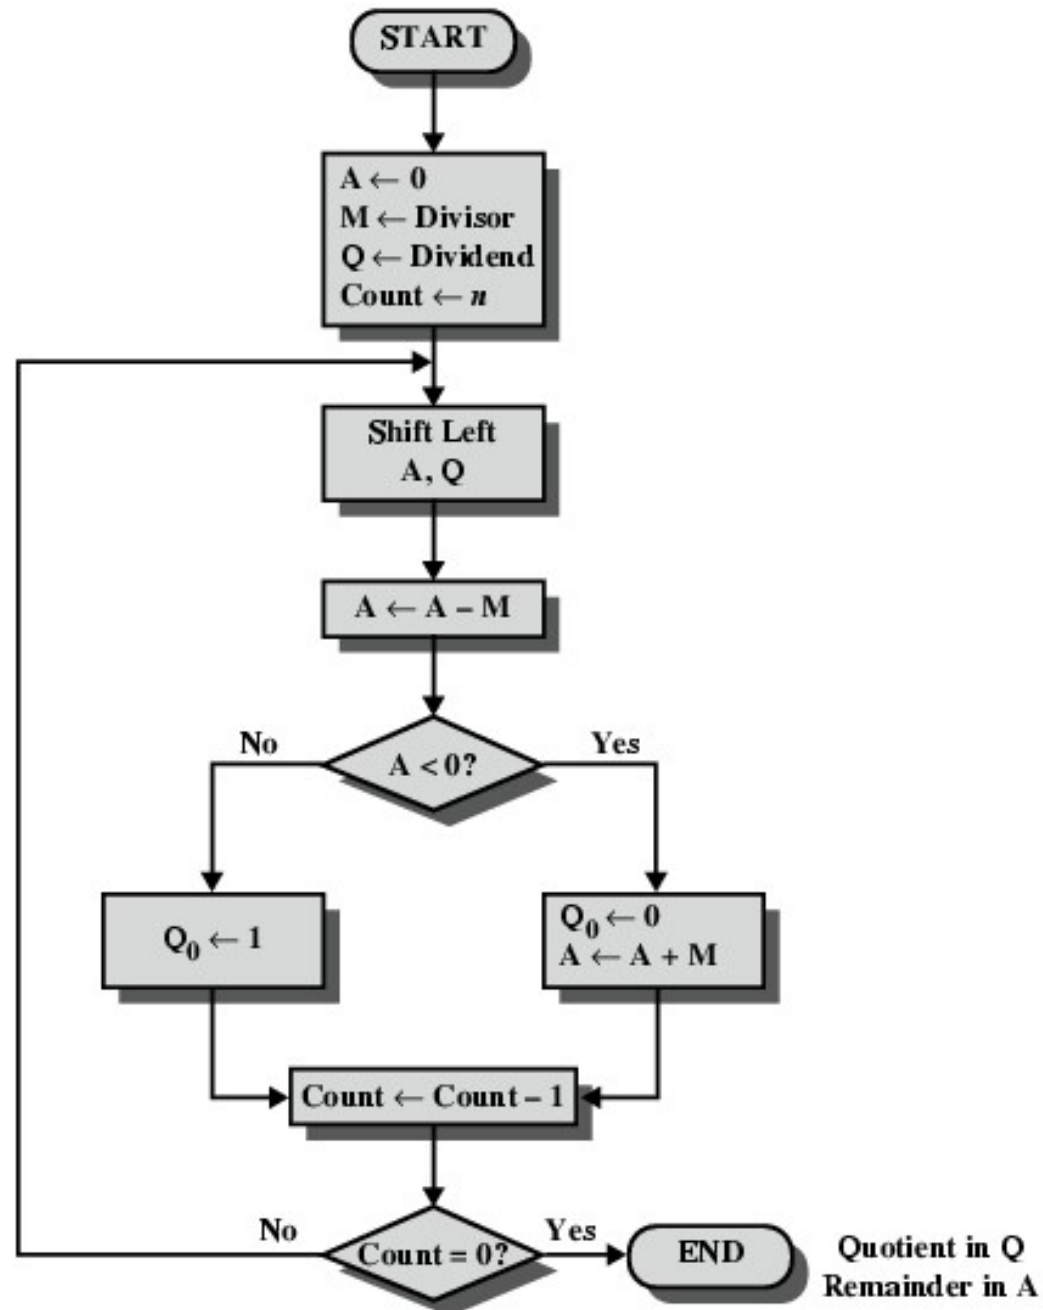 START
A ← 0
M ← Divisor
Q ← Dividend
Count ← n
Shift Left
A, Q
A ← A – M
No
A < 0?
Yes
Q₀ ← 1
Q₀ ← 0
A ← A + M
Count ← Count – 1
No
Count = 0?
Yes
END
Quotient in Q
Remainder in A